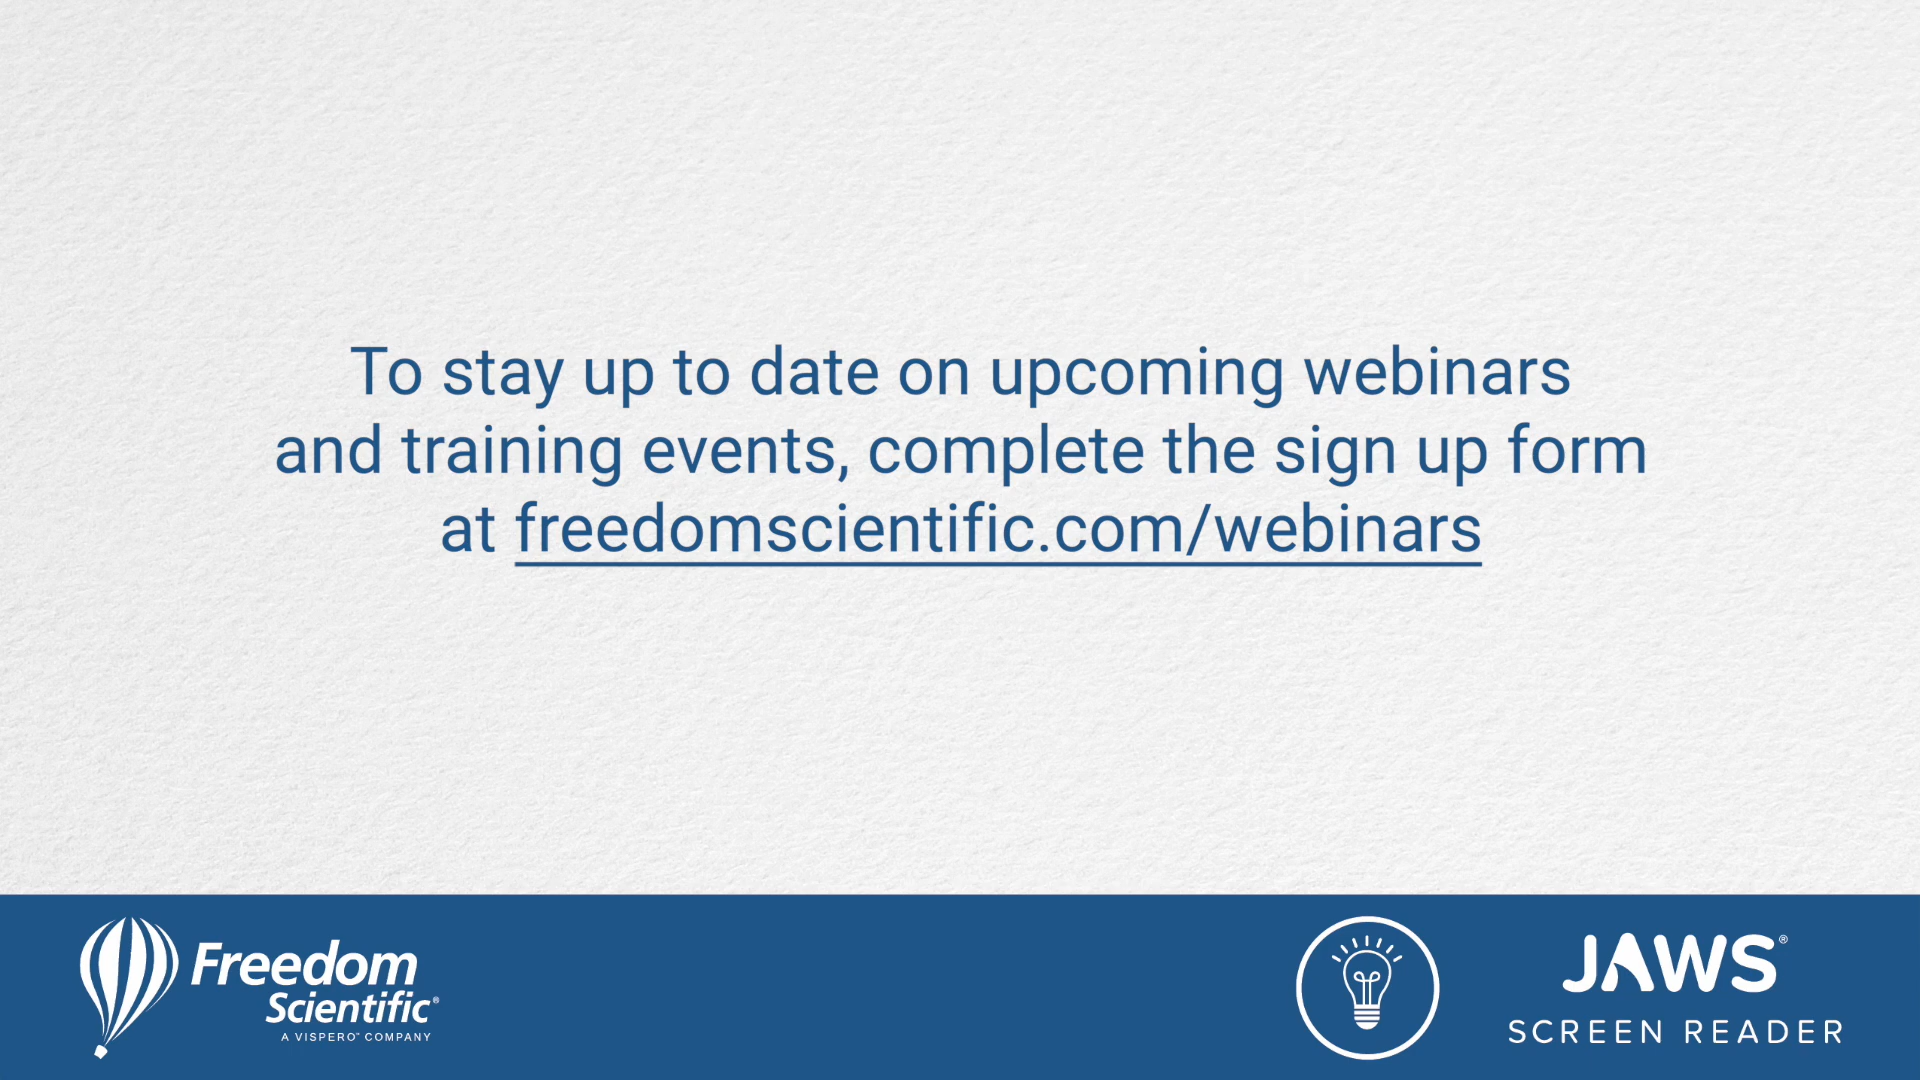 To stay up to date on upcoming webinars
and training events, complete the sign up form
at freedomscientific.com/webinars
Freedom
Scientific®
A VISPERO™ COMPANY
JAWS®
SCREEN READER